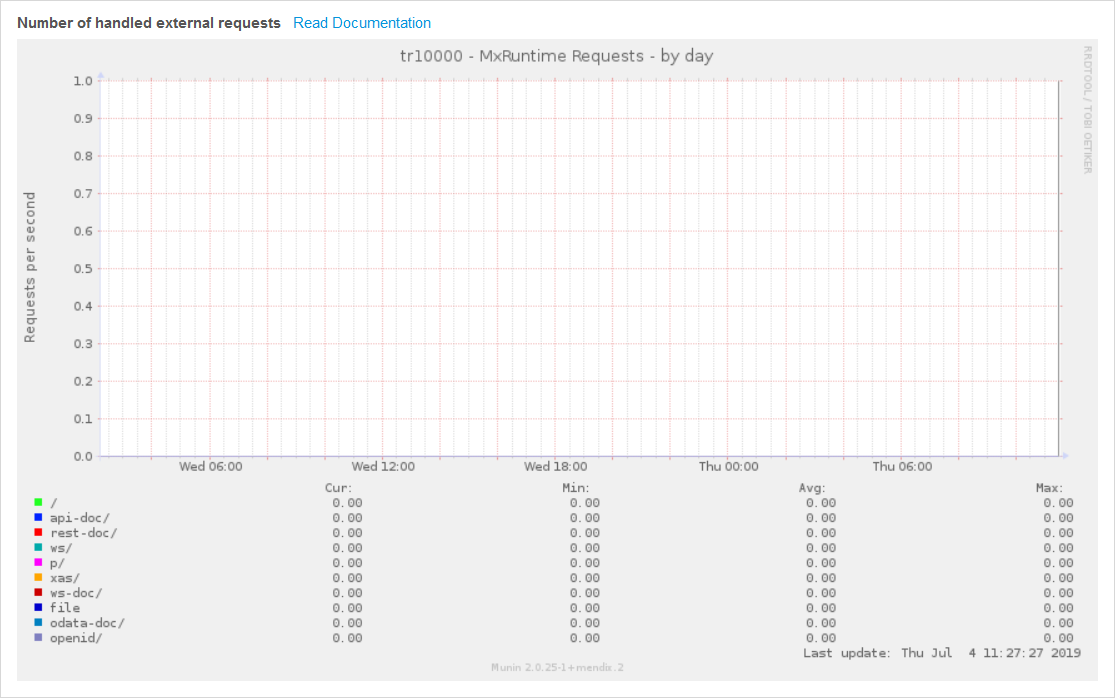 Number of handled external requests Read Documentation
tr10000 - MxRuntime Requests - by day
RRDTOOL / TOBI OETIKER
Requests per second
1.0
0.9
0.8
0.7
0.6
0.5
0.4
0.3
0.2
0.1
0.0
Wed 06:00 Wed 12:00 Wed 18:00 Thu 00:00 Thu 06:00
Cur: Min: Avg: Max:
/ 0.00 0.00 0.00 0.00
api-doc/ 0.00 0.00 0.00 0.00
rest-doc/ 0.00 0.00 0.00 0.00
ws/ 0.00 0.00 0.00 0.00
p/ 0.00 0.00 0.00 0.00
xas/ 0.00 0.00 0.00 0.00
ws-doc/ 0.00 0.00 0.00 0.00
file 0.00 0.00 0.00 0.00
odata-doc/ 0.00 0.00 0.00 0.00
openid/ 0.00 0.00 0.00 0.00
Last update: Thu Jul 4 11:27:27 2019
Munin 2.0.25-1+mendix.2